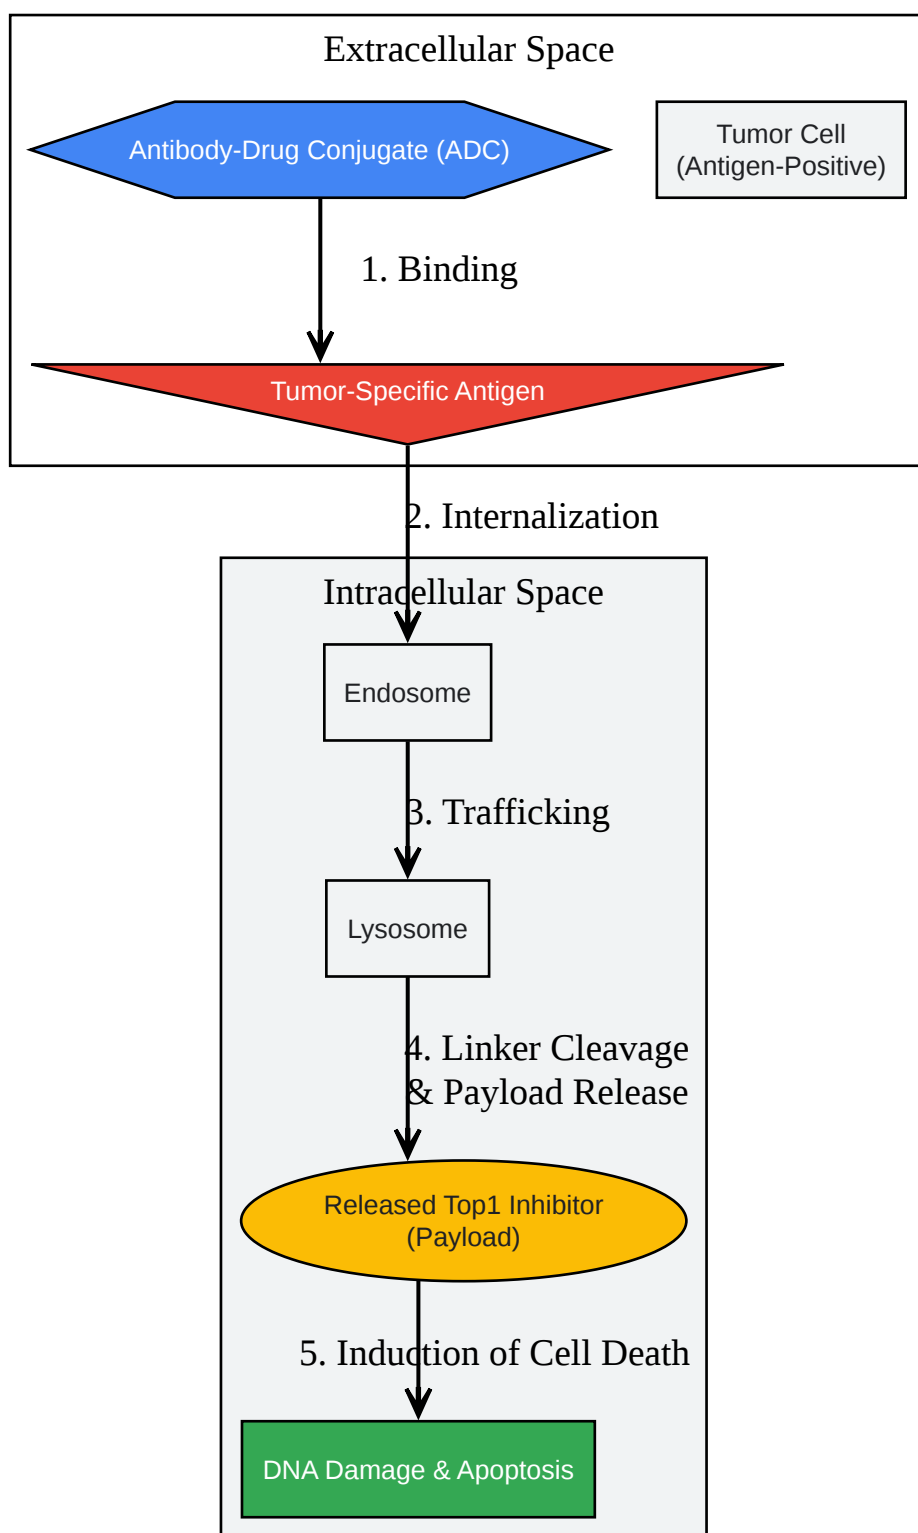 Extracellular Space
Antibody-Drug Conjugate (ADC)
Tumor Cell
(Antigen-Positive)
1. Binding
Tumor-Specific Antigen
2. Internalization
Intracellular Space
Endosome
3. Trafficking
Lysosome
4. Linker Cleavage
& Payload Release
Released Top1 Inhibitor
(Payload)
5. Induction of Cell Death
DNA Damage & Apoptosis